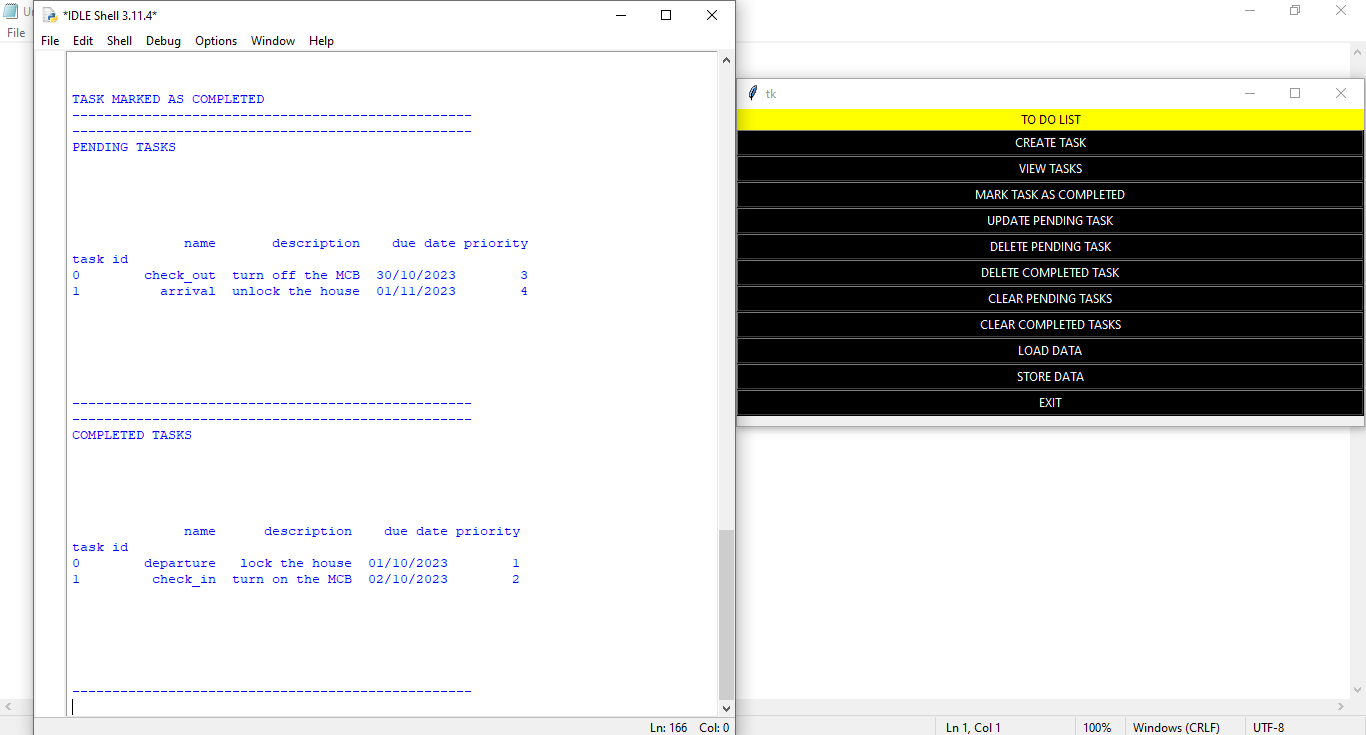 Un
File
*IDLE Shell 3.11.4*
File Edit Shell Debug Options Window Help
TASK MARKED AS COMPLETED
--------------------------------------------------
--------------------------------------------------
PENDING TASKS
name description due date priority
task id
0 check_out turn off the MCB 30/10/2023 3
1 arrival unlock the house 01/11/2023 4
--------------------------------------------------
--------------------------------------------------
COMPLETED TASKS
name description due date priority
task id
0 departure lock the house 01/10/2023 1
1 check_in turn on the MCB 02/10/2023 2
--------------------------------------------------
Ln: 166 Col: 0
tk
TO DO LIST
CREATE TASK
VIEW TASKS
MARK TASK AS COMPLETED
UPDATE PENDING TASK
DELETE PENDING TASK
DELETE COMPLETED TASK
CLEAR PENDING TASKS
CLEAR COMPLETED TASKS
LOAD DATA
STORE DATA
EXIT
Ln 1, Col 1 100% Windows (CRLF) UTF-8